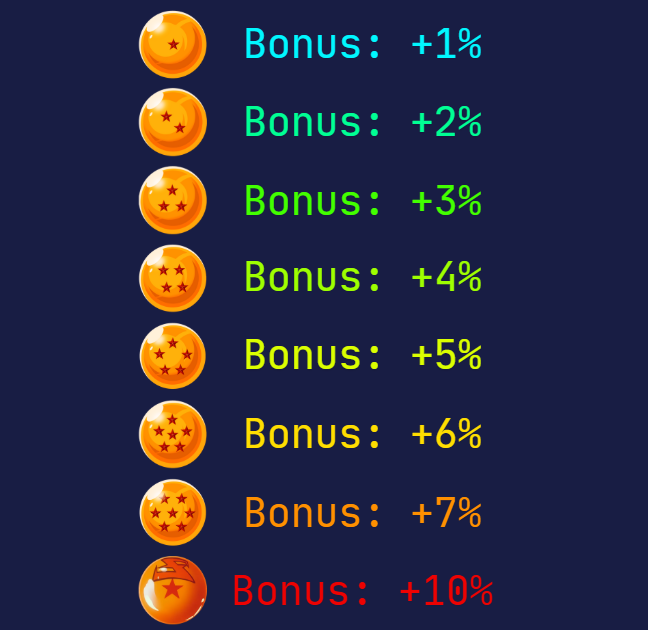 Bonus: +1%
Bonus: +2%
Bonus: +3%
Bonus: +4%
Bonus: +5%
Bonus: +6%
Bonus: +7%
Bonus: +10%